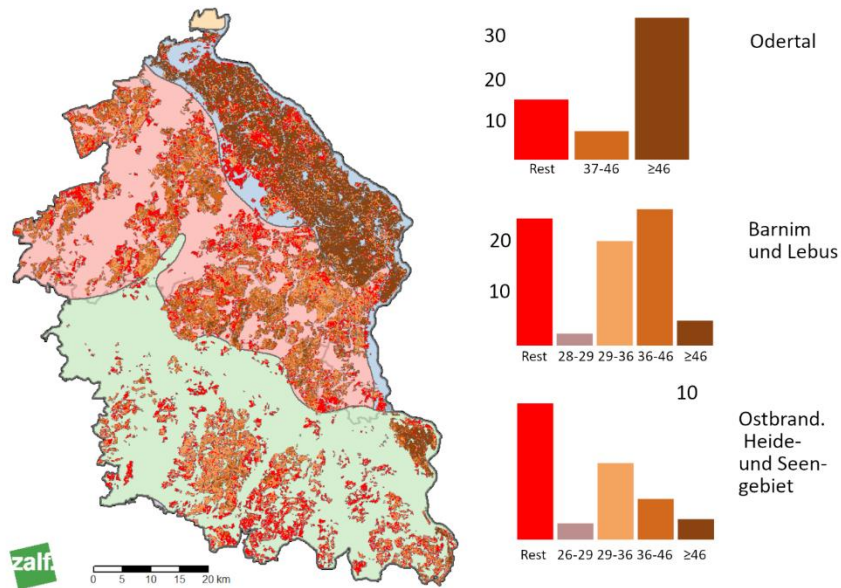 30
20
10
Odertal
Rest 37-46 ≥46
20
10
Barnim
und Lebus
Rest 28-29 29-36 36-46 ≥46
10
Ostbrand.
Heide-
und Seen-
gebiet
Rest 26-29 29-36 36-46 ≥46
zalf.
0 5 10 20 km